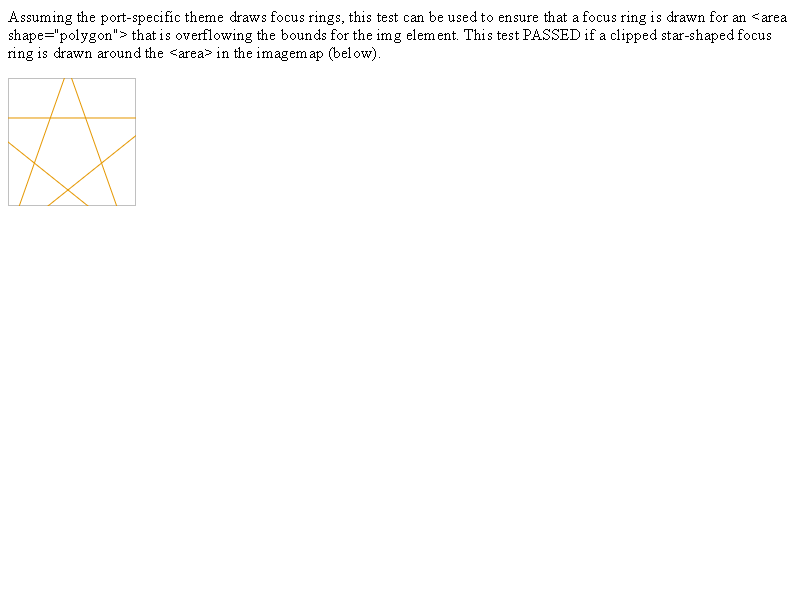 Assuming the port-specific theme draws focus rings, this test can be used to ensure that a focus ring is drawn for an <area
shape="polygon"> that is overflowing the bounds for the img element. This test PASSED if a clipped star-shaped focus
ring is drawn around the <area> in the imagemap (below).